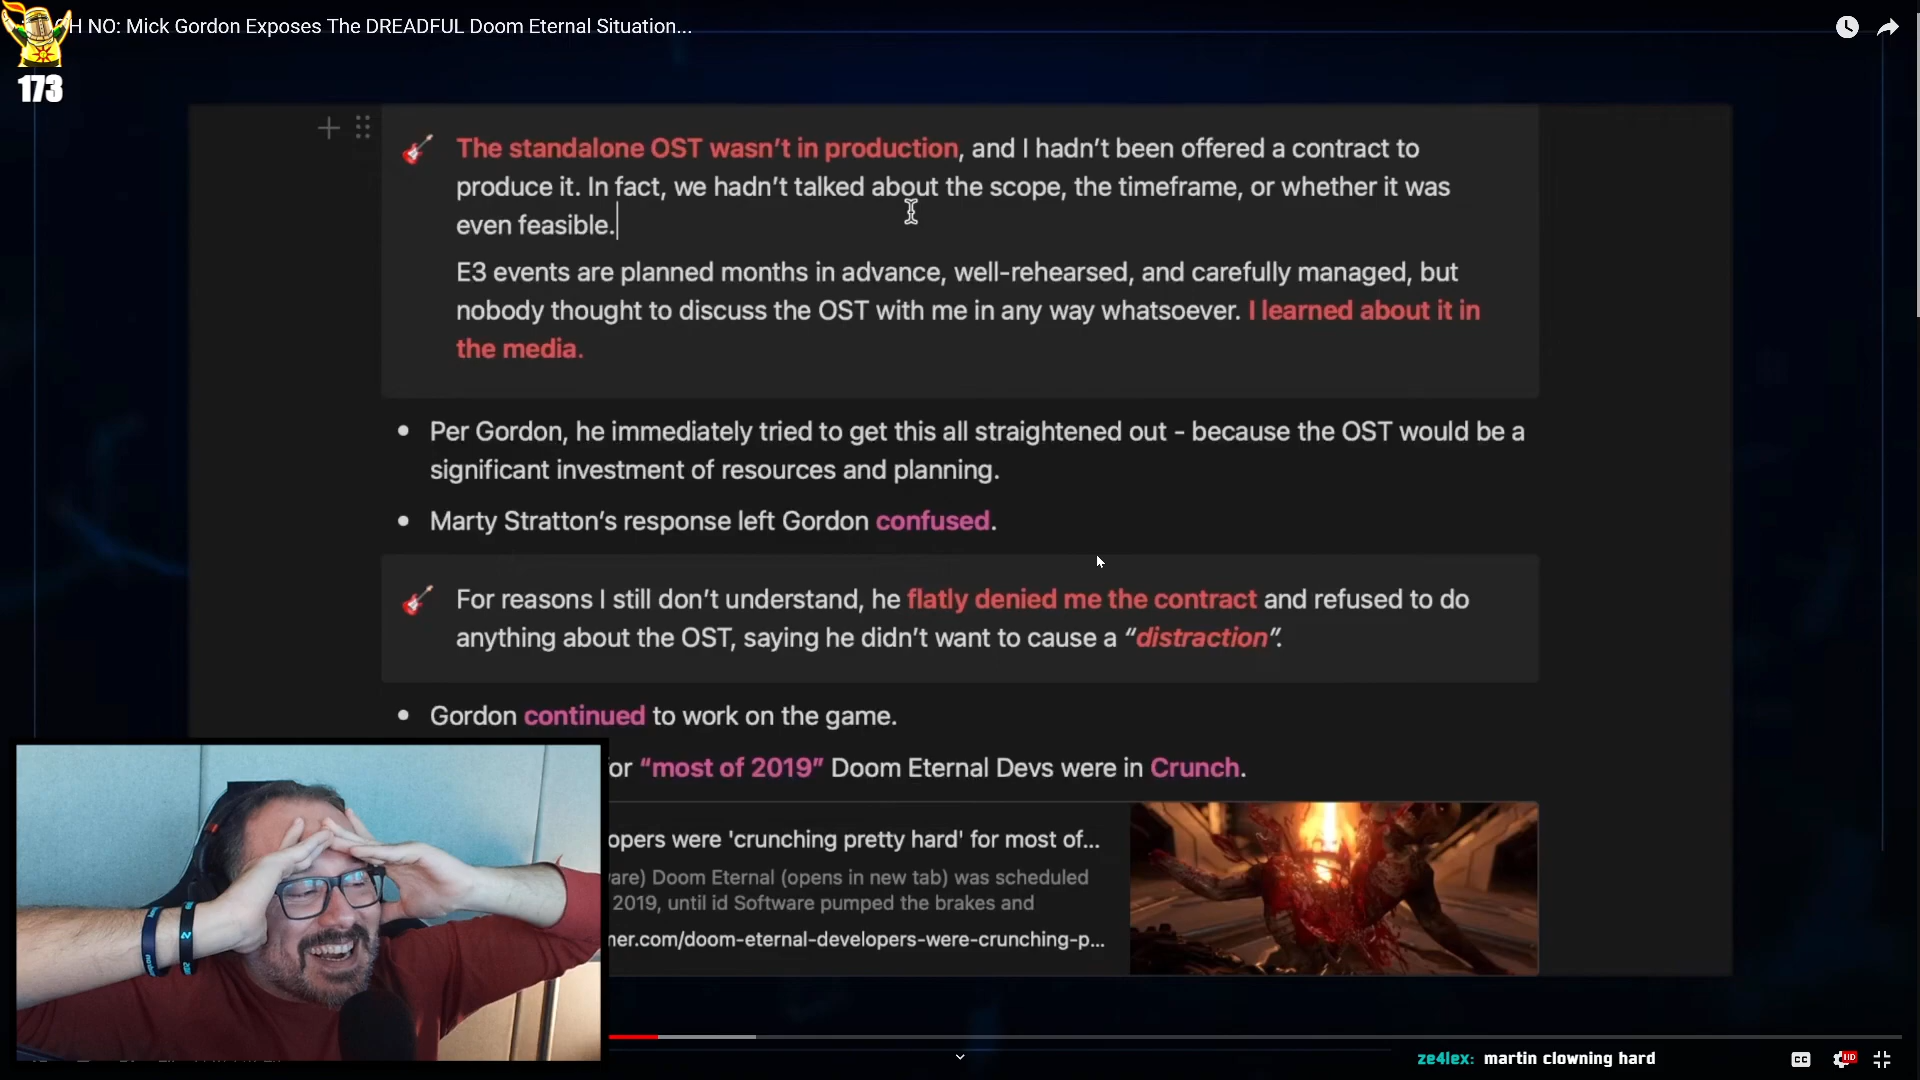 H NO: Mick Gordon Exposes The DREADFUL Doom Eternal Situation...
173
The standalone OST wasn't in production, and I hadn't been offered a contract to
produce it. In fact, we hadn't talked about the scope, the timeframe, or whether it was
even feasible.
E3 events are planned months in advance, well-rehearsed, and carefully managed, but
nobody thought to discuss the OST with me in any way whatsoever. I learned about it in
the media.
• Per Gordon, he immediately tried to get this all straightened out - because the OST would be a
significant investment of resources and planning.
• Marty Stratton's response left Gordon confused.
For reasons I still don't understand, he flatly denied me the contract and refused to do
anything about the OST, saying he didn't want to cause a “distraction”.
• Gordon continued to work on the game.
or “most of 2019” Doom Eternal Devs were in Crunch.
opers were 'crunching pretty hard' for most of...
are) Doom Eternal (opens in new tab) was scheduled
2019, until id Software pumped the brakes and
ner.com/doom-eternal-developers-were-crunching-p...
ze4lex: martin clowning hard
CC
HD